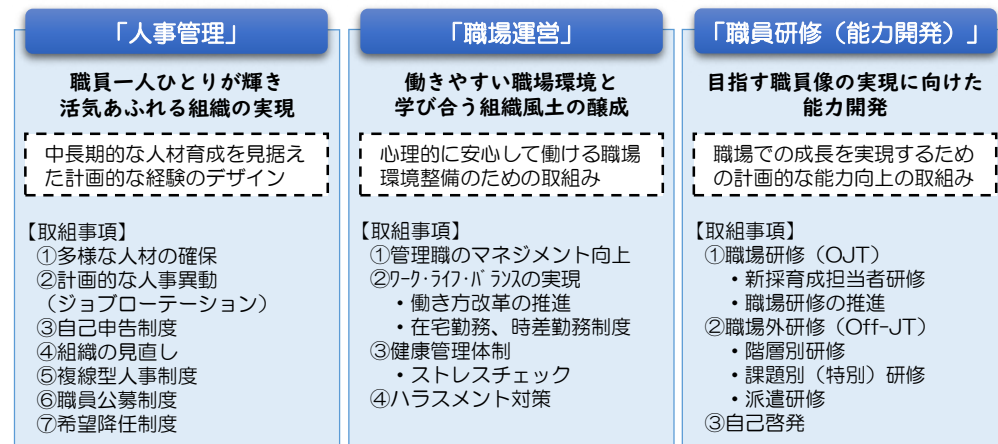 「人事管理」
職員一人ひとりが輝き
活気あふれる組織の実現
中長期的な人材育成を見据え
た計画的な経験のデザイン
【取組事項】
①多様な人材の確保
②計画的な人事異動
（ジョブローテーション）
③自己申告制度
④組織の見直し
⑤複線型人事制度
⑥職員公募制度
⑦希望降任制度
「職場運営」
働きやすい職場環境と
学び合う組織風土の醸成
心理的に安心して働ける職場
環境整備のための取組み
【取組事項】
①管理職のマネジメント向上
②ﾜｰｸ･ﾗｲﾌ･ﾊﾞﾗﾝｽの実現
・働き方改革の推進
・在宅勤務、時差勤務制度
③健康管理体制
・ストレスチェック
④ハラスメント対策
「職員研修（能力開発）」
目指す職員像の実現に向けた
能力開発
職場での成長を実現するため
の計画的な能力向上の取組み
【取組事項】
①職場研修（OJT）
・新採育成担当者研修
・職場研修の推進
②職場外研修（Off-JT）
・階層別研修
・課題別（特別）研修
・派遣研修
③自己啓発